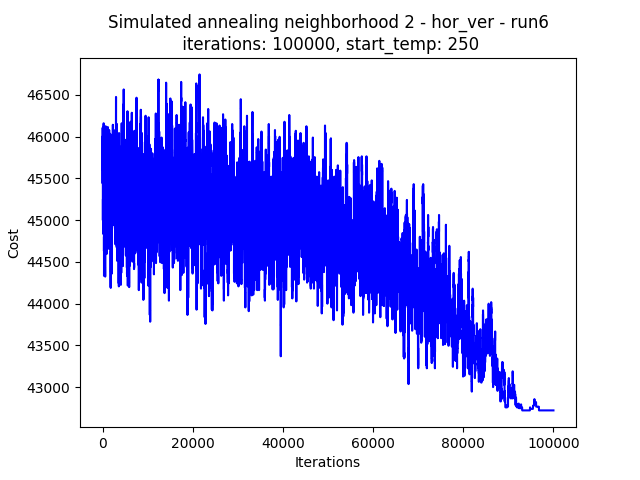 Simulated annealing neighborhood 2 - hor_ver - run6
iterations: 100000, start_temp: 250
46500
46000
45500
45000
44500
44000
43500
43000
Cost
0 20000 40000 60000 80000 100000
Iterations